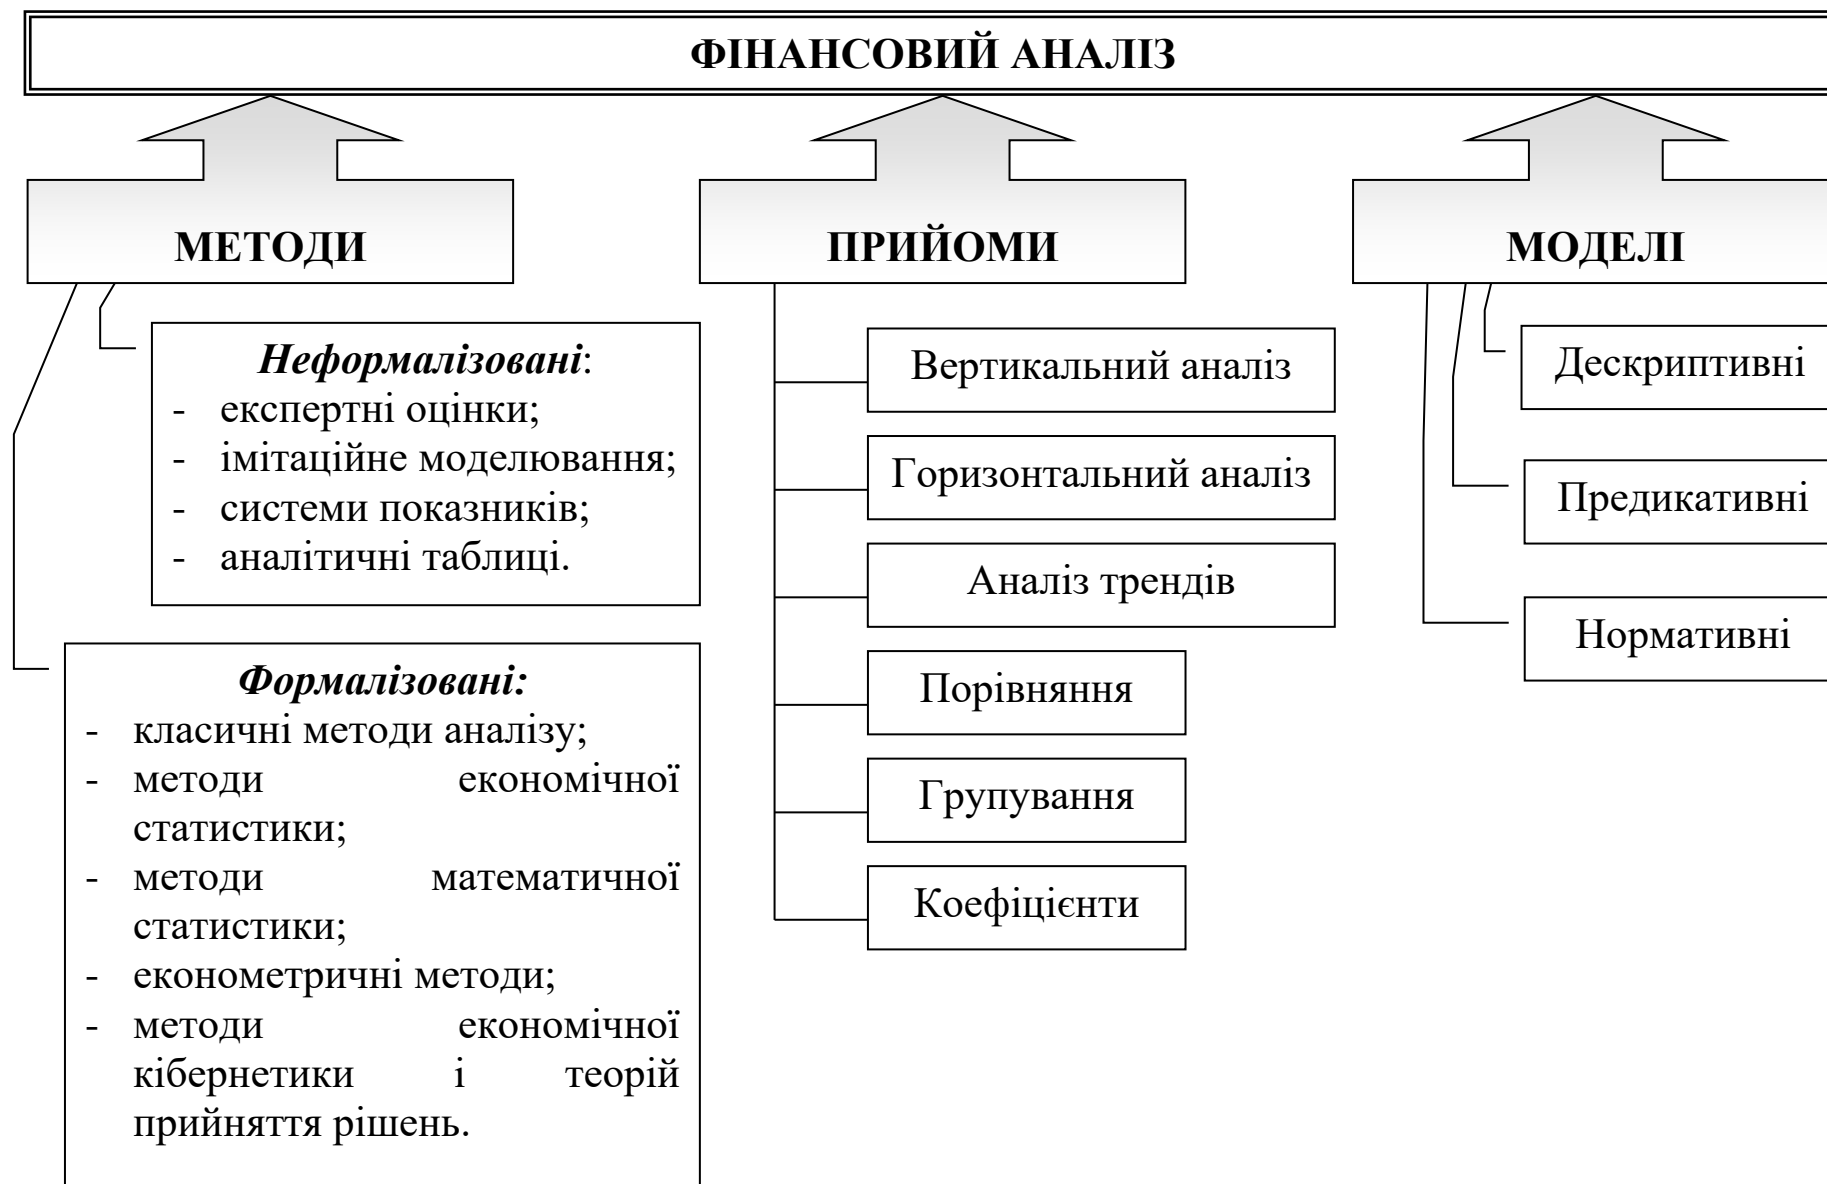 ФІНАНСОВИЙ АНАЛІЗ
МЕТОДИ
Неформалізовані:
- експертні оцінки;
- імітаційне моделювання;
- системи показників;
- аналітичні таблиці.
Формалізовані:
- класичні методи аналізу;
- методи економічної
статистики;
- методи математичної
статистики;
- економетричні методи;
- методи економічної
кібернетики і теорій
прийняття рішень.
ПРИЙОМИ
Вертикальний аналіз
Горизонтальний аналіз
Аналіз трендів
Порівняння
Групування
Коефіцієнти
МОДЕЛІ
Дескриптивні
Предикативні
Нормативні